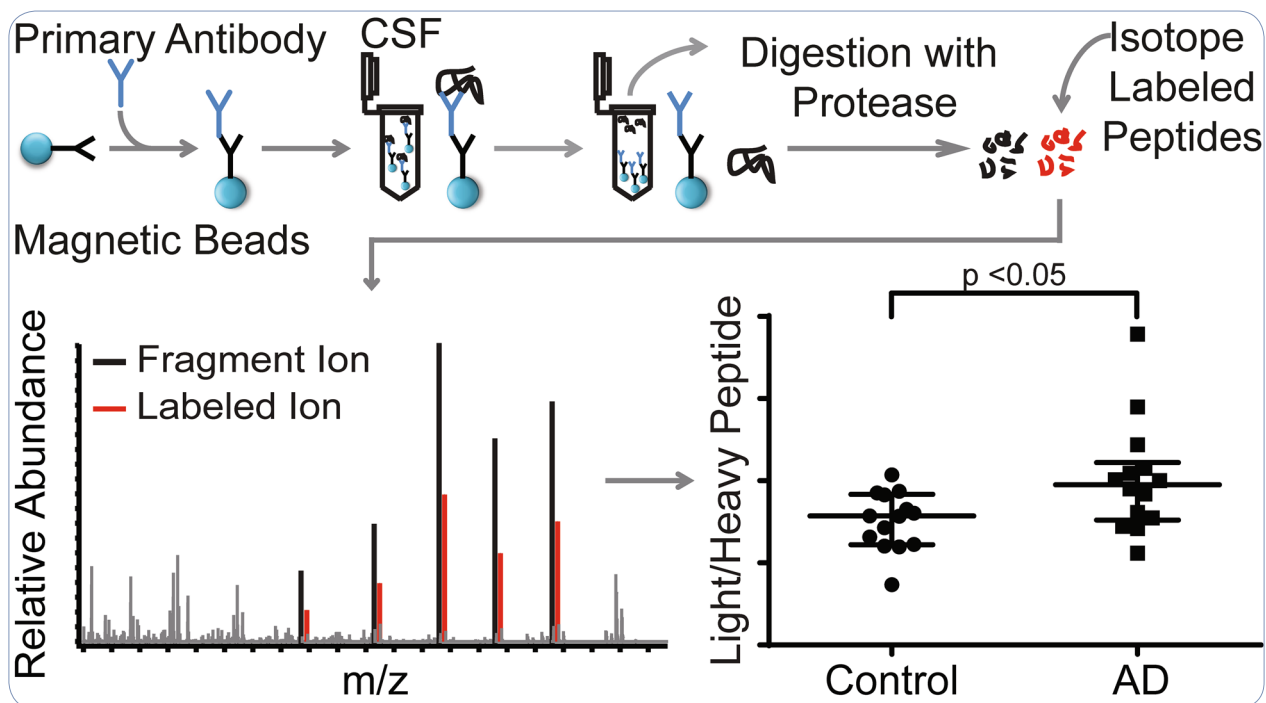 Primary Antibody
CSF
Digestion with
Protease
Isotope
Labeled
Peptides
Magnetic Beads
Relative Abundance
Fragment Ion
Labeled Ion
m/z
Light/Heavy Peptide
p <0.05
Control
AD